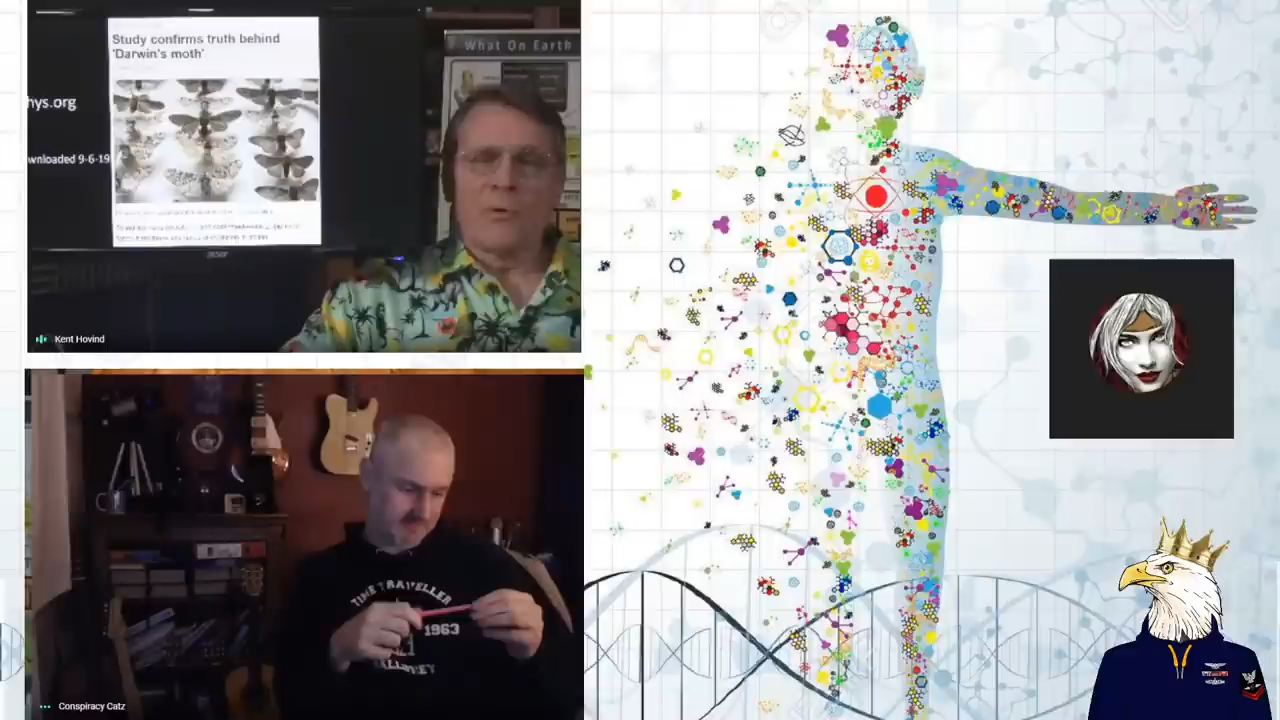 Study confirms truth behind
'Darwin's moth'
hys.org
wnloaded 9-6-19
What On Earth
Kent Hovind
TIME TRAVELLER
1963
Conspiracy Catz